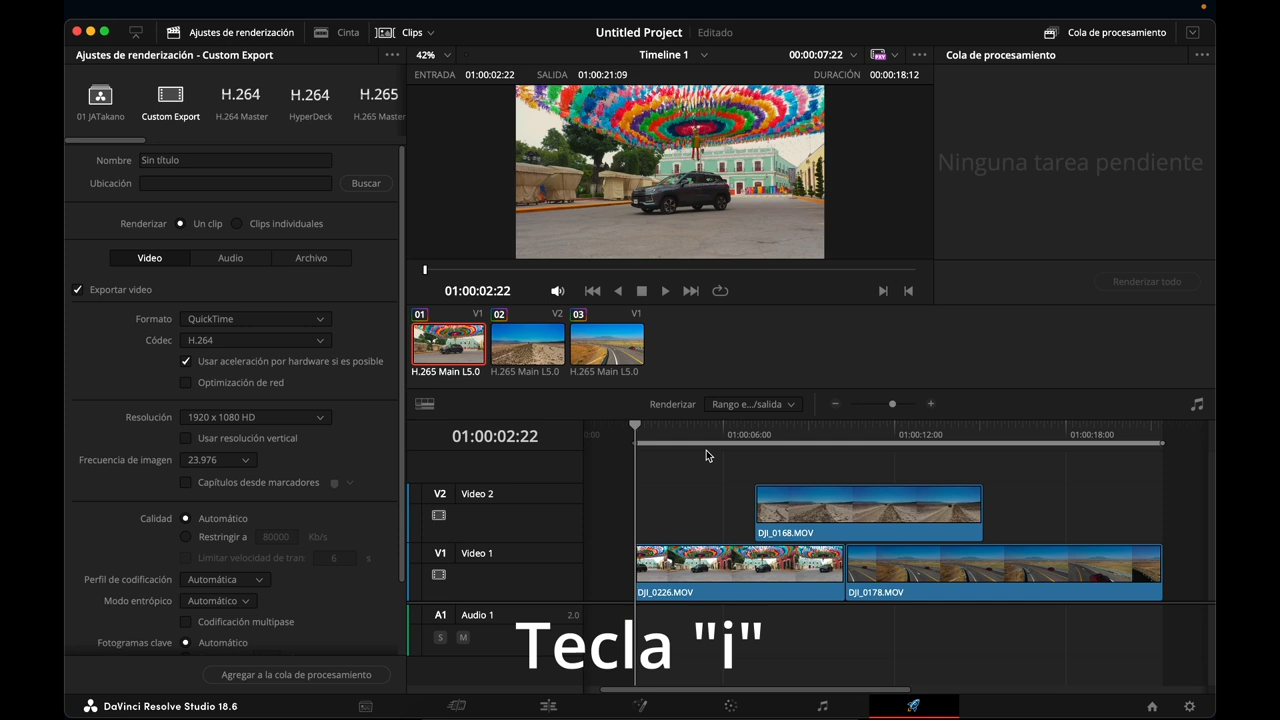 Ajustes de renderización
Cinta
Clips
Untitled Project
Editado
Cola de procesamiento
Ajustes de renderización - Custom Export
42%
Timeline 1
00:00:07:22
Cola de procesamiento
ENTRADA 01:00:02:22 SALIDA 01:00:21:09 DURACIÓN 00:00:18:12
H.264 H.264 H.265
01 JATakano Custom Export H.264 Master HyperDeck H.265 Master
Nombre Sin título
Ubicación Buscar
Ninguna tarea pendiente
Renderizar Un clip Clips individuales
Video Audio Archivo
Exportar video
Renderizar todo
01:00:02:22
Formato QuickTime
Códec H.264
Usar aceleración por hardware si es posible
Optimización de red
01 V1 02 V2 03 V1
H.265 Main L5.0 H.265 Main L5.0 H.265 Main L5.0
Resolución 1920 x 1080 HD
Usar resolución vertical
Frecuencia de imagen 23.976
Capítulos desde marcadores
Renderizar Rango e.../salida
01:00:02:22
0:00 01:00:06:00 01:00:12:00 01:00:18:00
Calidad Automático
Restringir a 80000 Kb/s
Limitar velocidad de tran 6 s
Perfil de codificación Automática
Modo entrópico Automático
Codificación multipase
Fotogramas clave Automático
Agregar a la cola de procesamiento
V2 Video 2
DJI_0168.MOV
V1 Video 1
DJI_0226.MOV DJI_0178.MOV
A1 Audio 1 2.0
S M
Tecla "i"
DaVinci Resolve Studio 18.6